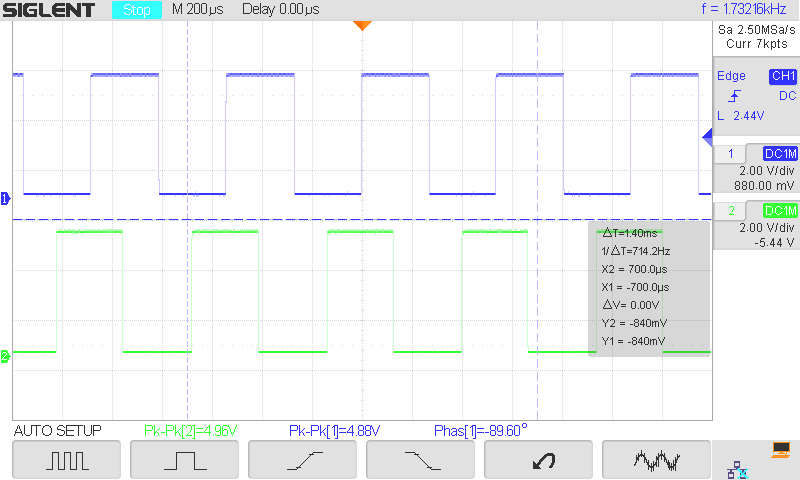 SIGLENT Stop M 200µs Delay 0.00µs f = 1.73216kHz
Sa 2.50MSa/s
Curr 7kpts
Edge CH1
DC
L 2.44V
1 DC1M
2.00 V/div
880.00 mV
2 DC1M
2.00 V/div
-5.44 V
1
2
△T=1.40ms
1/△T=714.2Hz
X2 = 700.0µs
X1 = -700.0µs
△V= 0.00V
Y2 = -840mV
Y1 = -840mV
AUTO SETUP Pk-Pk[2]=4.96V Pk-Pk[1]=4.88V Phas[1]=-89.60°